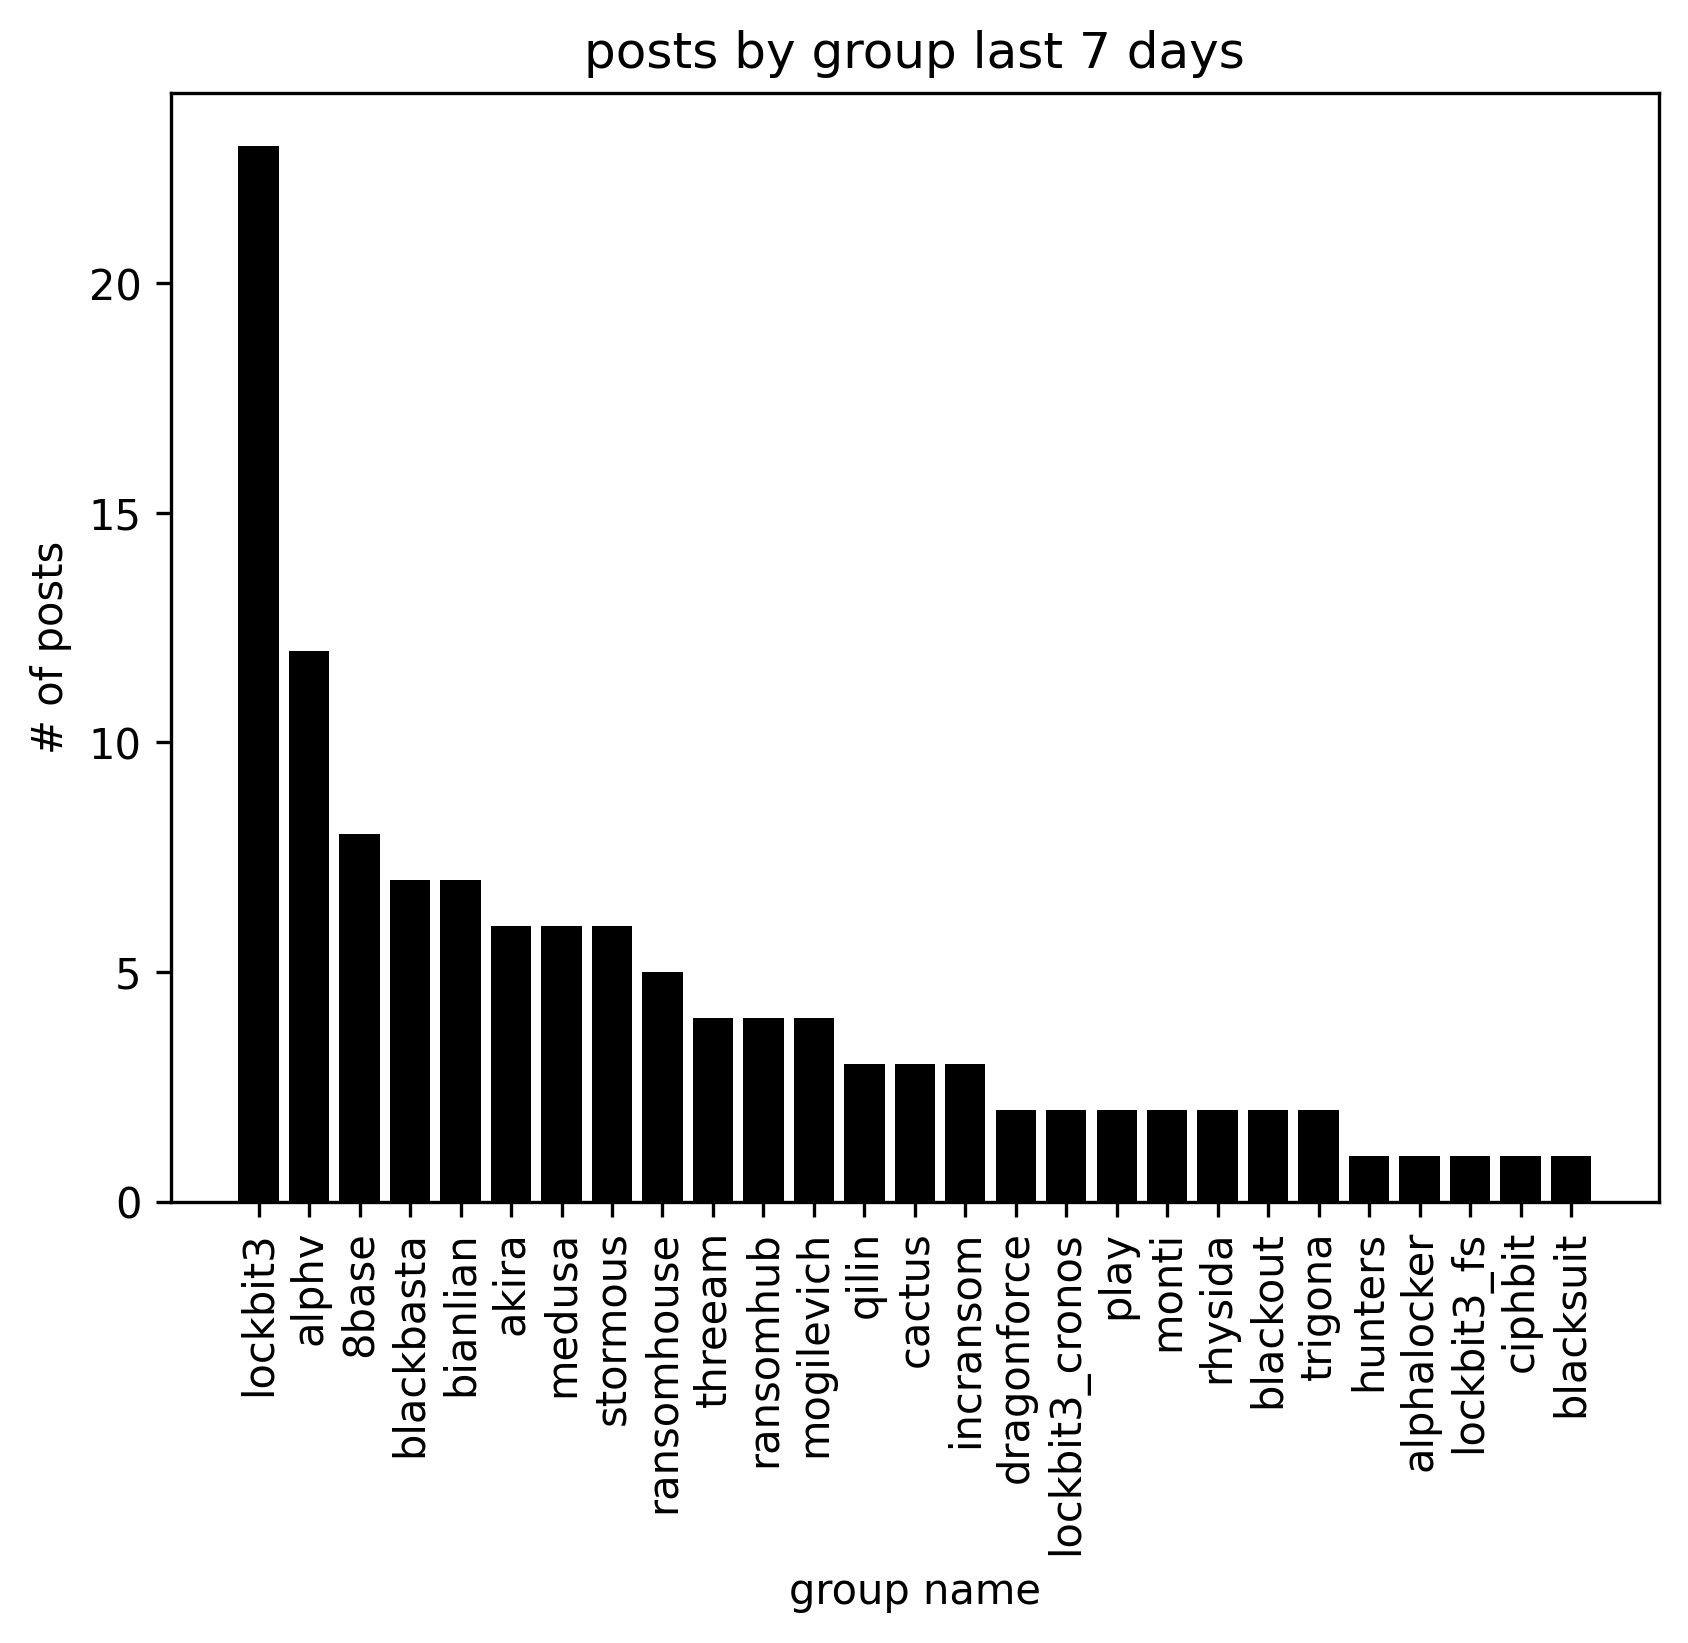 posts by group last 7 days
# of posts
20
15
10
5
0
lockbit3
alphv
8base
blackbasta
bianlian
akira
medusa
stormous
ransomhouse
threeam
ransomhub
mogilevich
qilin
cactus
incransom
dragonforce
lockbit3_cronos
play
monti
rhysida
blackout
trigona
hunters
alphalocker
lockbit3_fs
ciphbit
blacksuit
group name